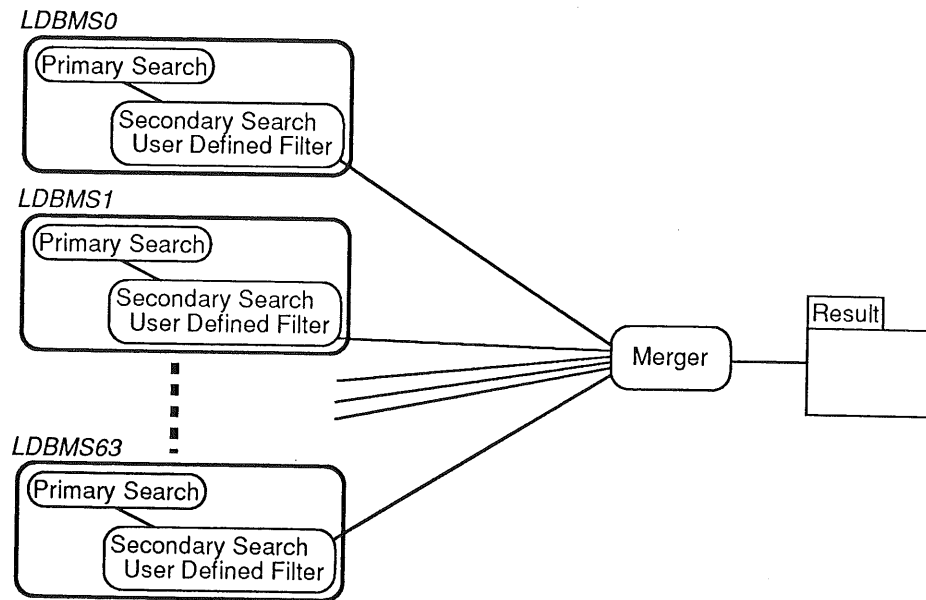 LDBMS0
Primary Search
Secondary Search
User Defined Filter
LDBMS1
Primary Search
Secondary Search
User Defined Filter
Merger
Result
LDBMS63
Primary Search
Secondary Search
User Defined Filter